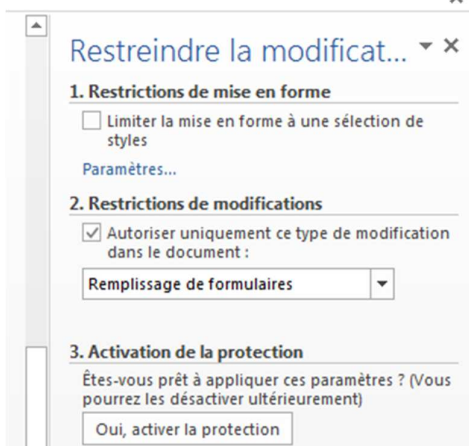 Restreindre la modificat...
1. Restrictions de mise en forme
Limiter la mise en forme à une sélection de
styles
Paramètres...
2. Restrictions de modifications
Autoriser uniquement ce type de modification
dans le document :
Remplissage de formulaires
3. Activation de la protection
Êtes-vous prêt à appliquer ces paramètres ? (Vous
pourrez les désactiver ultérieurement)
Oui, activer la protection